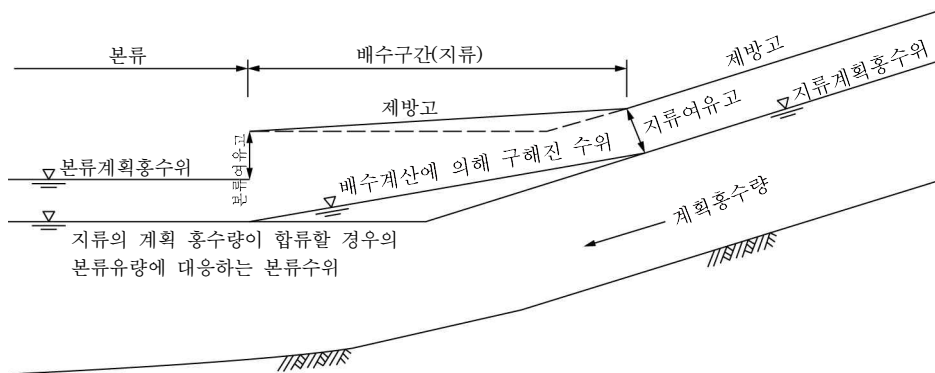 본류
배수구간(지류)
제방고
제방고
지류계획홍수위
지류여유고
본류여유고
본류계획홍수위
배수계산에 의해 구해진 수위
계획홍수량
지류의 계획 홍수량이 합류할 경우의
본류유량에 대응하는 본류수위